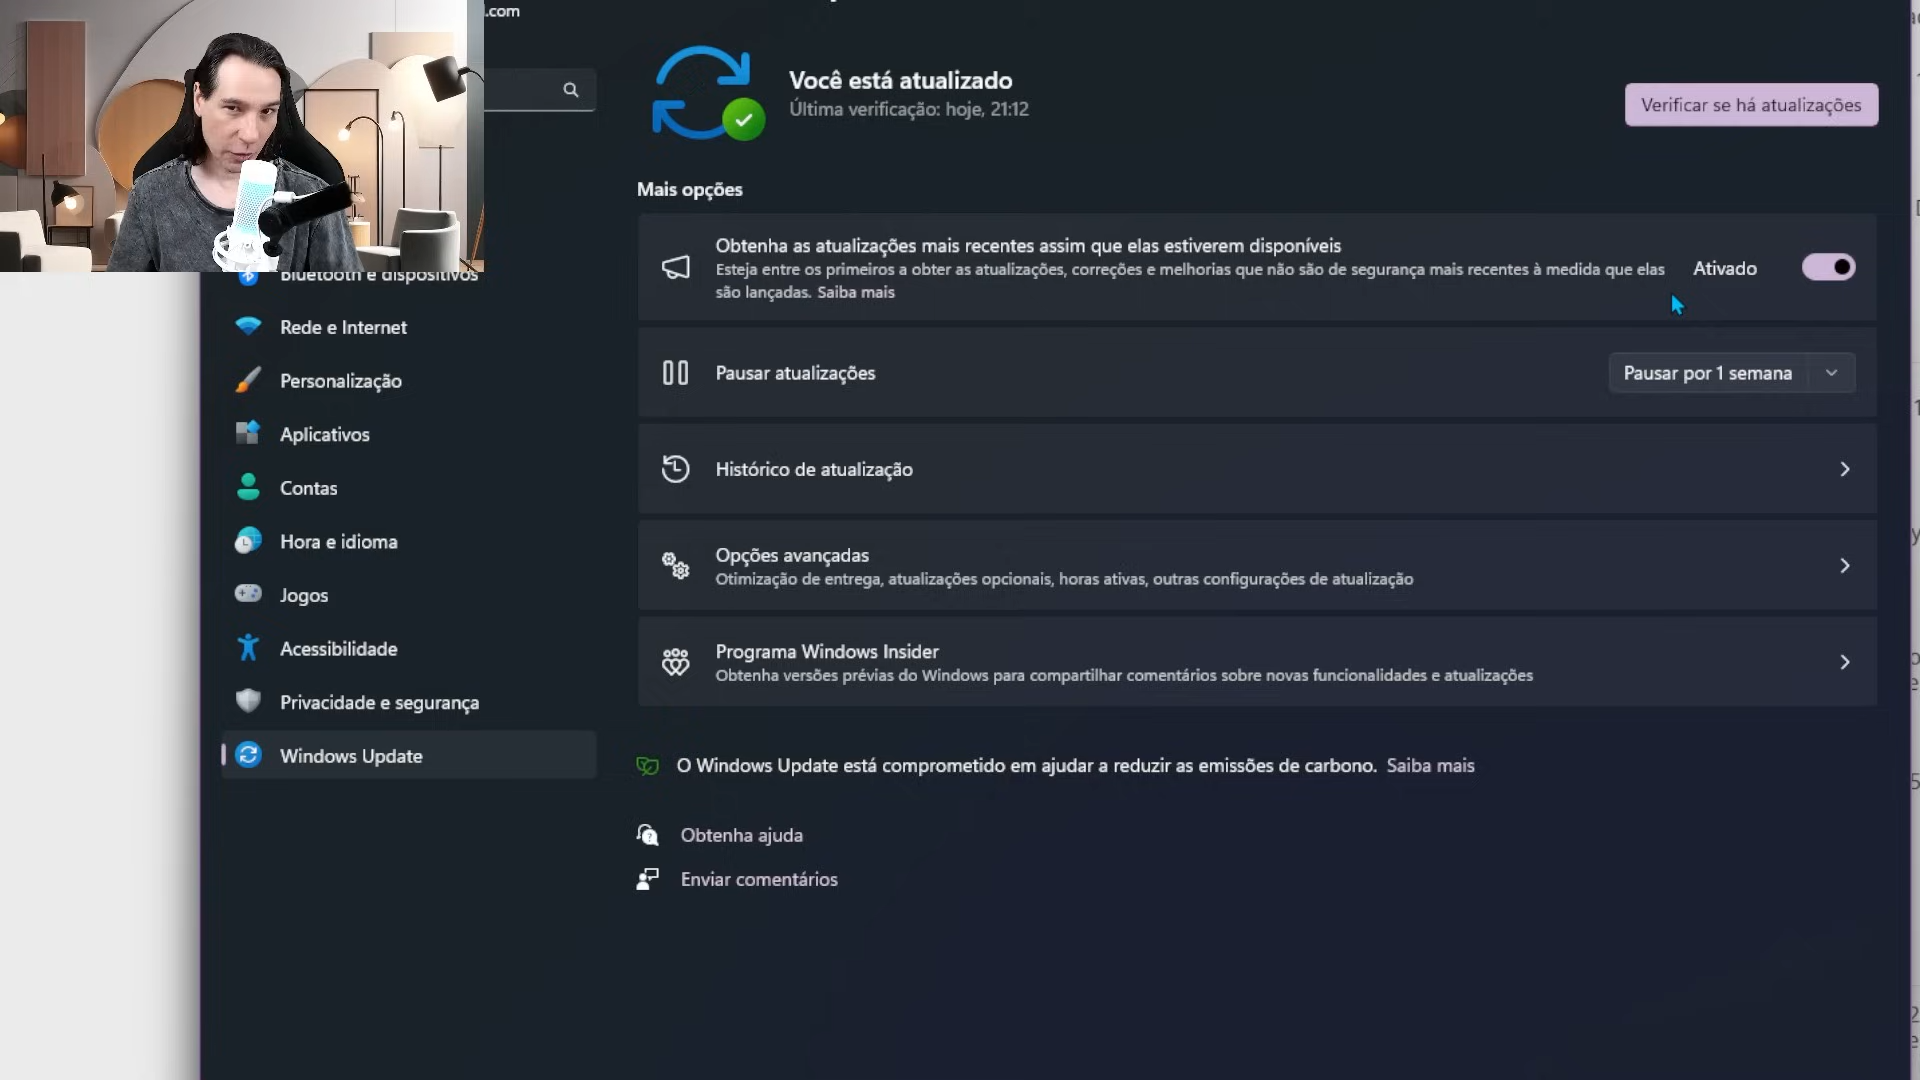 .com
Você está atualizado
Última verificação: hoje, 21:12
Verificar se há atualizações
Mais opções
Obtenha as atualizações mais recentes assim que elas estiverem disponíveis
Esteja entre os primeiros a obter as atualizações, correções e melhorias que não são de segurança mais recentes à medida que elas
são lançadas. Saiba mais
Ativado
Pausar atualizações
Pausar por 1 semana
Histórico de atualização
Opções avançadas
Otimização de entrega, atualizações opcionais, horas ativas, outras configurações de atualização
Programa Windows Insider
Obtenha versões prévias do Windows para compartilhar comentários sobre novas funcionalidades e atualizações
O Windows Update está comprometido em ajudar a reduzir as emissões de carbono. Saiba mais
Obtenha ajuda
Enviar comentários
Bluetooth e dispositivos
Rede e Internet
Personalização
Aplicativos
Contas
Hora e idioma
Jogos
Acessibilidade
Privacidade e segurança
Windows Update